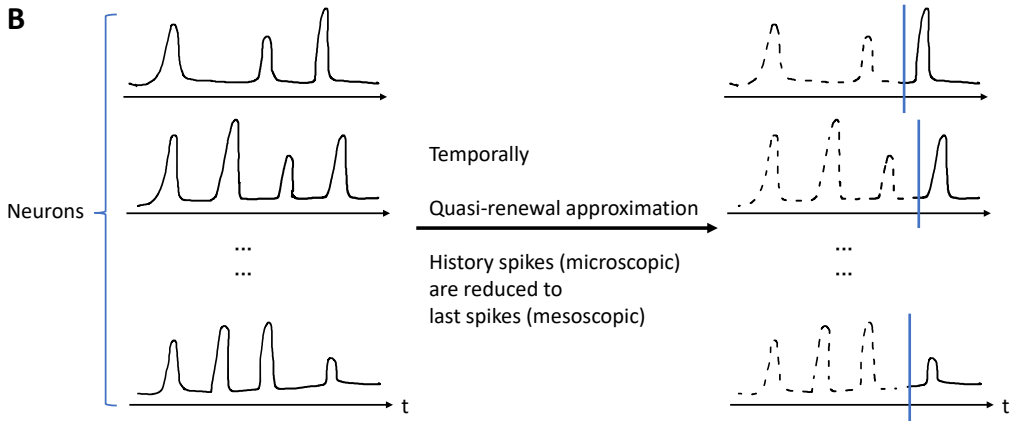 B
Neurons
...
...
t
Temporally
Quasi-renewal approximation
History spikes (microscopic)
are reduced to
last spikes (mesoscopic)
...
...
t